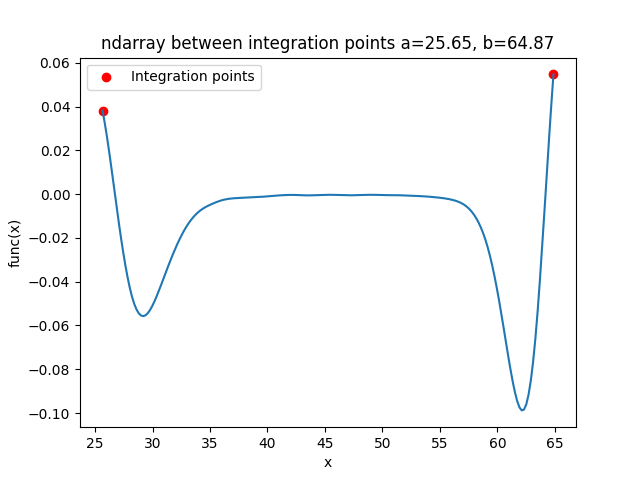 ndarray between integration points a=25.65, b=64.87
Integration points
0.06
0.04
0.02
0.00
−0.02
−0.04
−0.06
−0.08
−0.10
func(x)
25 30 35 40 45 50 55 60 65
x